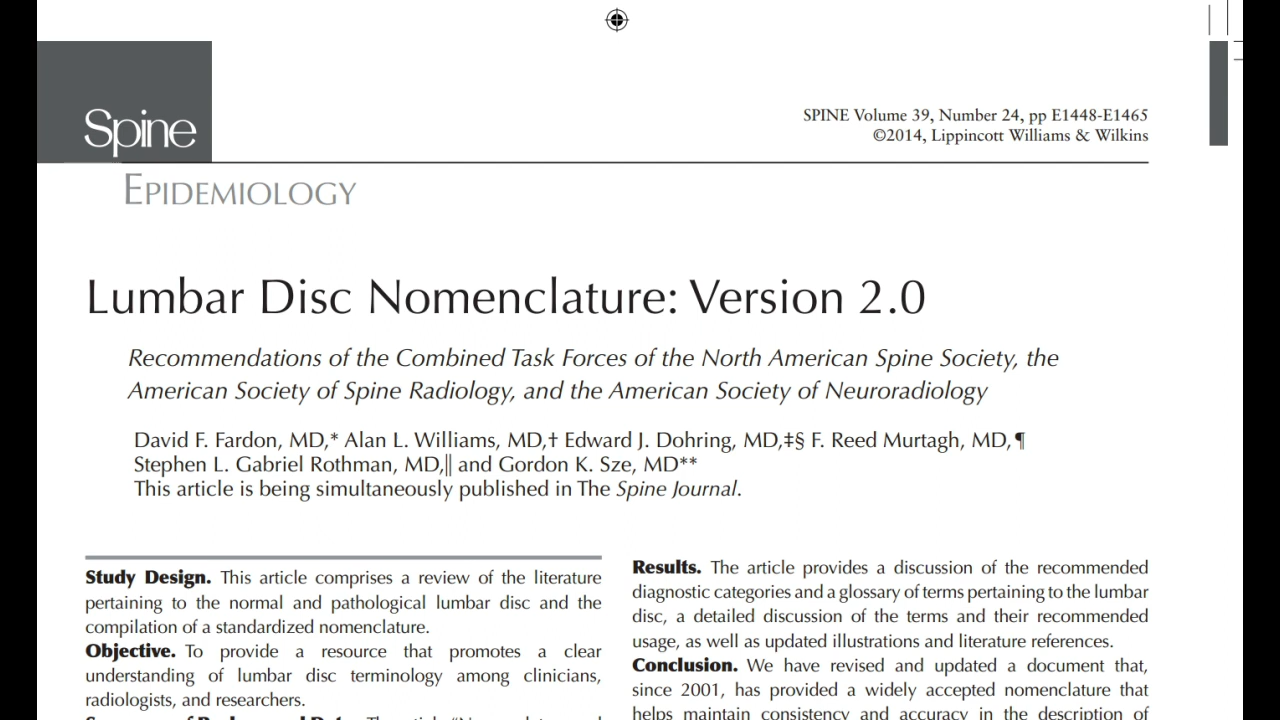 Spine
SPINE Volume 39, Number 24, pp E1448-E1465
©2014, Lippincott Williams & Wilkins
EPIDEMIOLOGY
Lumbar Disc Nomenclature: Version 2.0
Recommendations of the Combined Task Forces of the North American Spine Society, the
American Society of Spine Radiology, and the American Society of Neuroradiology
David F. Fardon, MD,* Alan L. Williams, MD,† Edward J. Dohring, MD,‡§ F. Reed Murtagh, MD,¶
Stephen L. Gabriel Rothman, MD,‖ and Gordon K. Sze, MD**
This article is being simultaneously published in The Spine Journal.
Study Design. This article comprises a review of the literature
pertaining to the normal and pathological lumbar disc and the
compilation of a standardized nomenclature.
Objective. To provide a resource that promotes a clear
understanding of lumbar disc terminology among clinicians,
radiologists, and researchers.
Results. The article provides a discussion of the recommended
diagnostic categories and a glossary of terms pertaining to the lumbar
disc, a detailed discussion of the terms and their recommended
usage, as well as updated illustrations and literature references.
Conclusion. We have revised and updated a document that,
since 2001, has provided a widely accepted nomenclature that
helps maintain consistency and accuracy in the description of